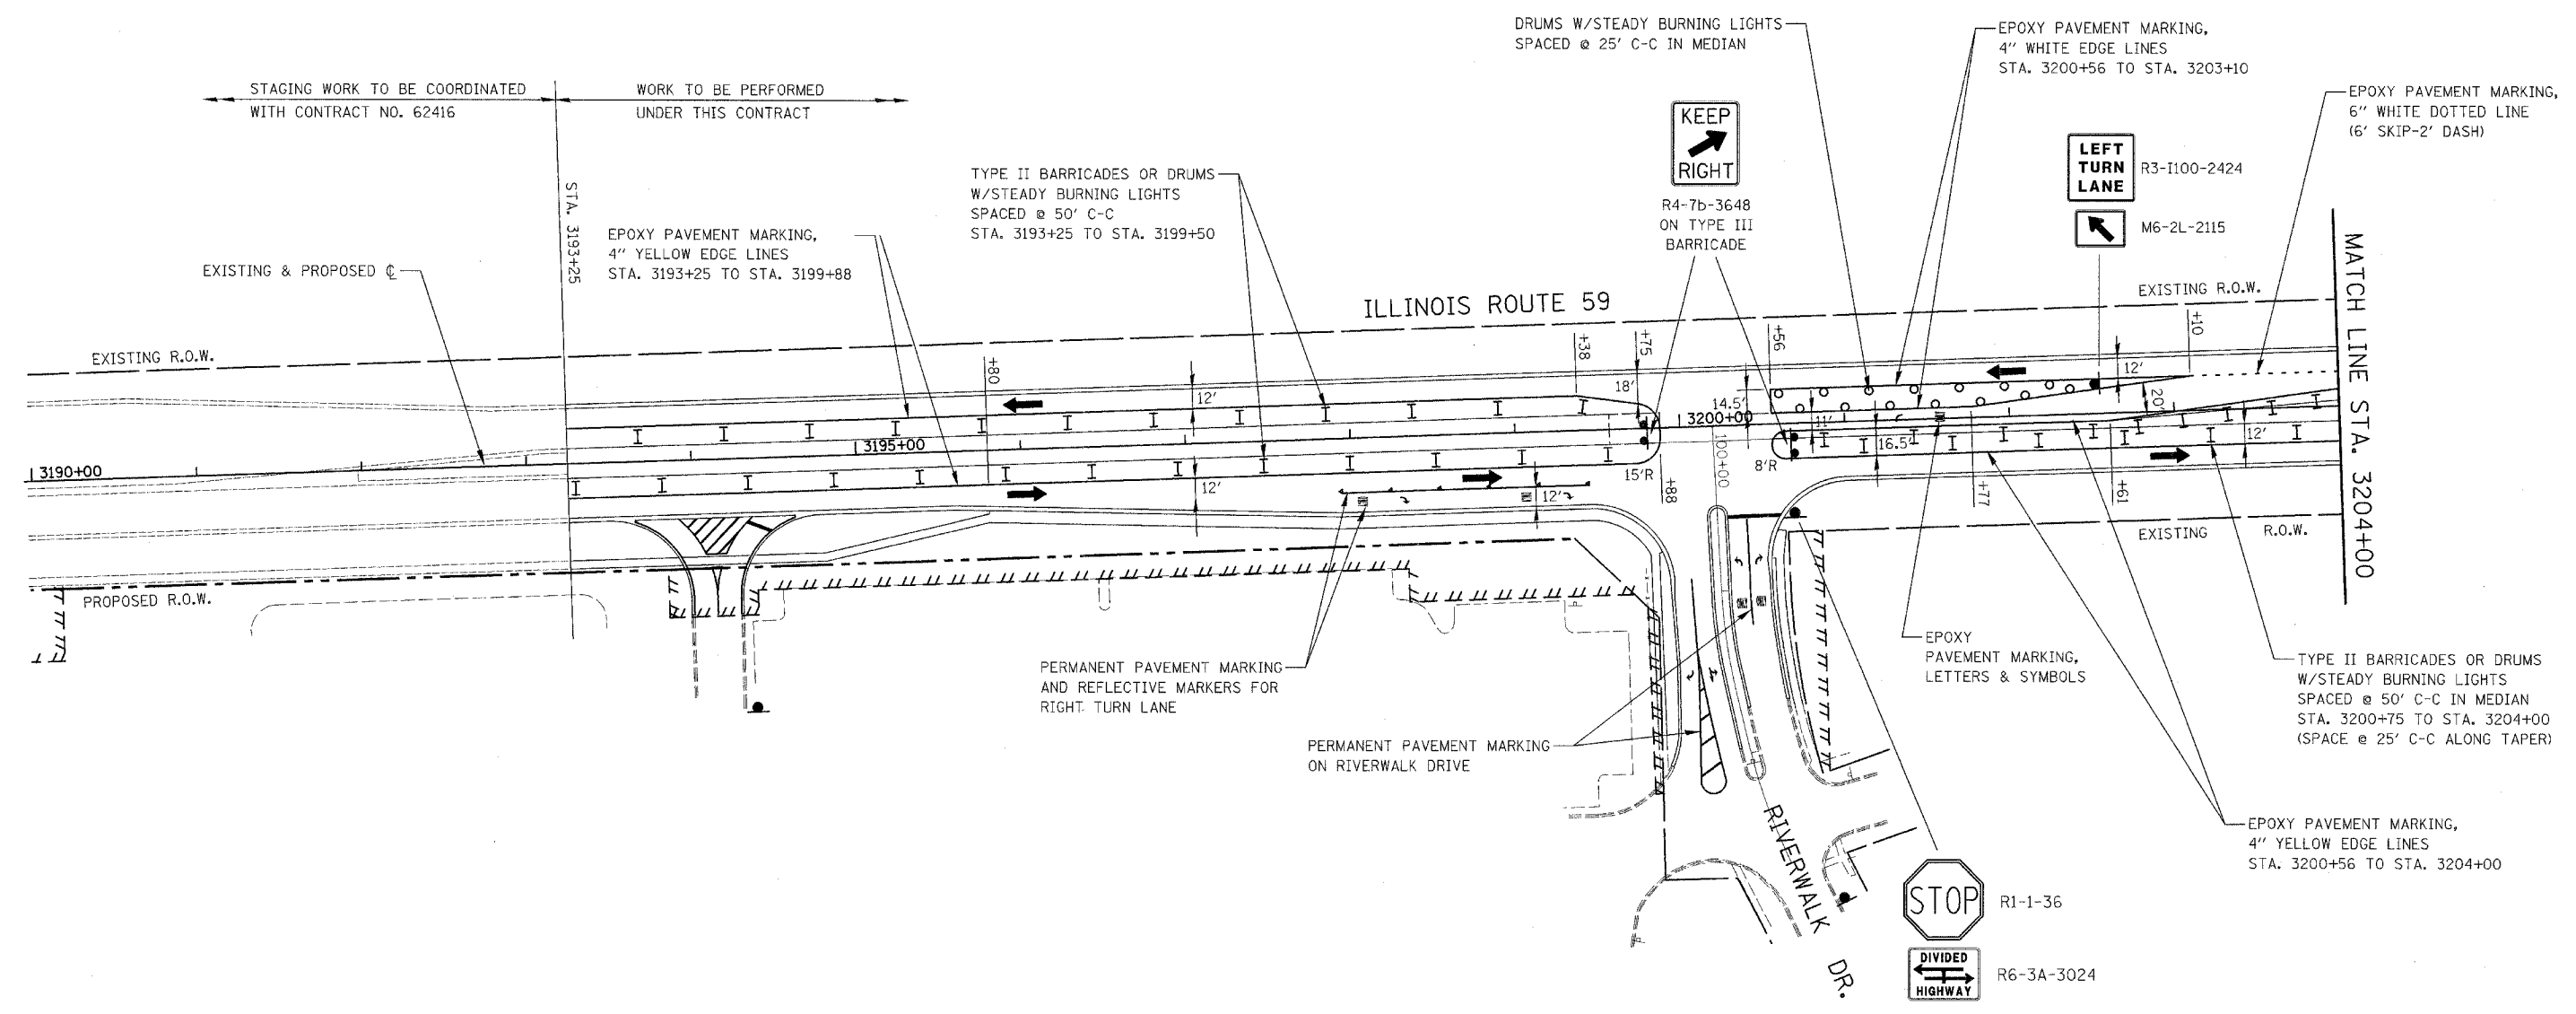 STAGING WORK TO BE COORDINATED
WITH CONTRACT NO. 62416
WORK TO BE PERFORMED
UNDER THIS CONTRACT
STA. 3193+25
EXISTING & PROPOSED ℄
EPOXY PAVEMENT MARKING,
4" YELLOW EDGE LINES
STA. 3193+25 TO STA. 3199+88
TYPE II BARRICADES OR DRUMS
W/STEADY BURNING LIGHTS
SPACED @ 50' C-C
STA. 3193+25 TO STA. 3199+50
DRUMS W/STEADY BURNING LIGHTS
SPACED @ 25' C-C IN MEDIAN
KEEP
RIGHT
R4-7b-3648
ON TYPE III
BARRICADE
EPOXY PAVEMENT MARKING,
4" WHITE EDGE LINES
STA. 3200+56 TO STA. 3203+10
LEFT
TURN
LANE
R3-I100-2424
M6-2L-2115
EPOXY PAVEMENT MARKING,
6" WHITE DOTTED LINE
(6' SKIP-2' DASH)
MATCH LINE STA. 3204+00
ILLINOIS ROUTE 59
EXISTING R.O.W.
EXISTING R.O.W.
+80
+38
+75
+56
+10
12'
18'
14.5'
11'
12'
20'
3190+00
3195+00
3200+00
100+00
16.5'
12'
12'
12'
15'R
8'R
+88
+77
+61
EXISTING R.O.W.
PROPOSED R.O.W.
PERMANENT PAVEMENT MARKING
AND REFLECTIVE MARKERS FOR
RIGHT TURN LANE
PERMANENT PAVEMENT MARKING
ON RIVERWALK DRIVE
EPOXY
PAVEMENT MARKING,
LETTERS & SYMBOLS
TYPE II BARRICADES OR DRUMS
W/STEADY BURNING LIGHTS
SPACED @ 50' C-C IN MEDIAN
STA. 3200+75 TO STA. 3204+00
(SPACE @ 25' C-C ALONG TAPER)
EPOXY PAVEMENT MARKING,
4" YELLOW EDGE LINES
STA. 3200+56 TO STA. 3204+00
RIVERWALK DR.
STOP
R1-1-36
DIVIDED
HIGHWAY
R6-3A-3024